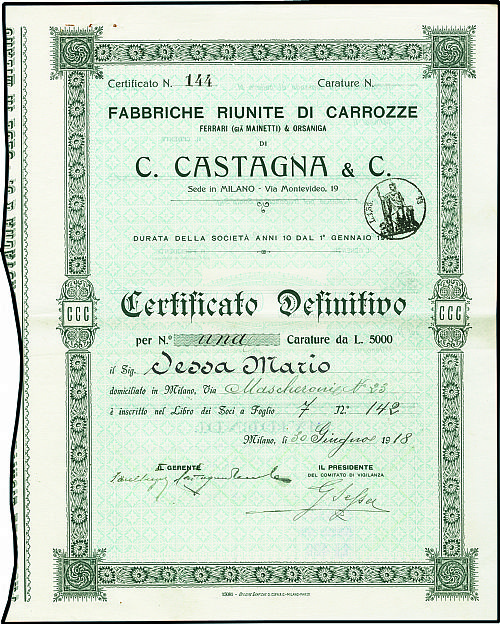 Certificato N. 144 Carature N.
FABBRICHE RIUNITE DI CARROZZE
FERRARI (GIÀ MAINETTI) & ORSANIGA
DI
C. CASTAGNA & C.
Sede in MILANO - Via Montevideo, 19
DURATA DELLA SOCIETÀ ANNI 10 DAL 1° GENNAIO
Certificato Definitivo
CCC
CCC
per N.° una Carature da L. 5000
il Sig. Sessa Mario
domiciliato in Milano, Via Mascheroni N° 23
è inscritto nel Libro dei Soci a Foglio 7 N° 142
Milano, li 30 Giugno 1918
IL GERENTE
IL PRESIDENTE
DEL COMITATO DI VIGILANZA
G Sessa